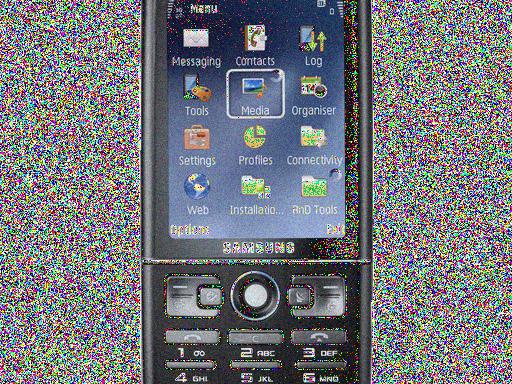 Menu
Messaging Contacts Log
Tools Media Organiser
Settings Profiles Connectivity
Web Installatio... RnD Tools
Options Exit
SAMSUNG
1 2 ABC 3 DEF
4 GHI 5 JKL 6 MNO